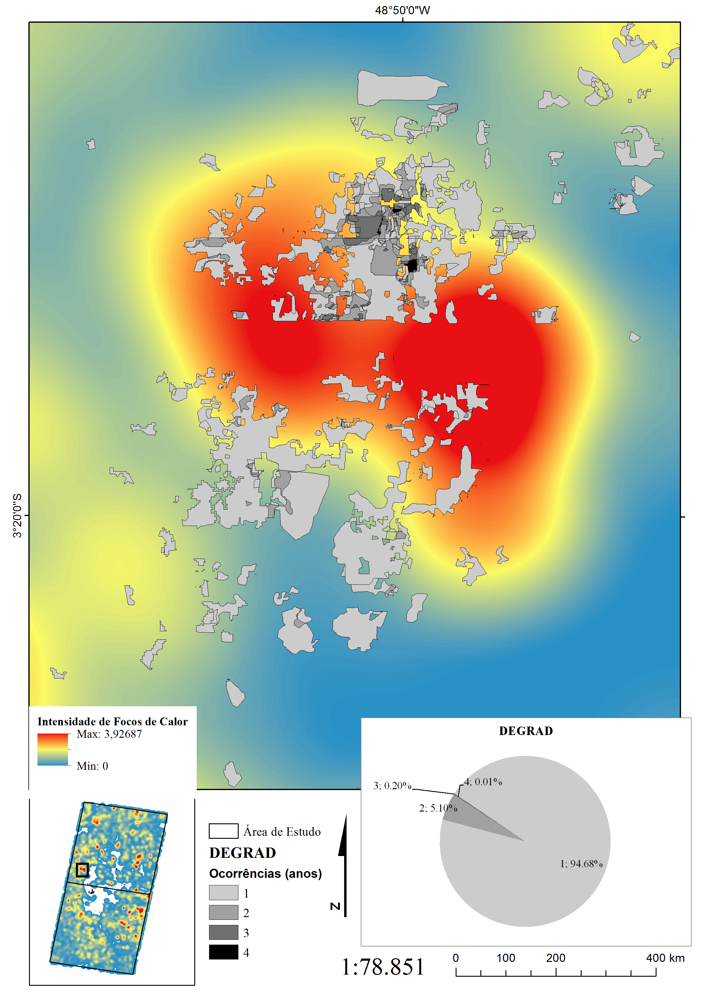 48°50'0"W
3°20'0"S
Intensidade de Focos de Calor
Max: 3,92687
Min: 0
DEGRAD
3; 0.20%
4; 0.01%
2; 5.10%
1; 94.68%
Área de Estudo
DEGRAD
Ocorrências (anos)
1
2
3
4
N
1:78.851
0 100 200 400 km